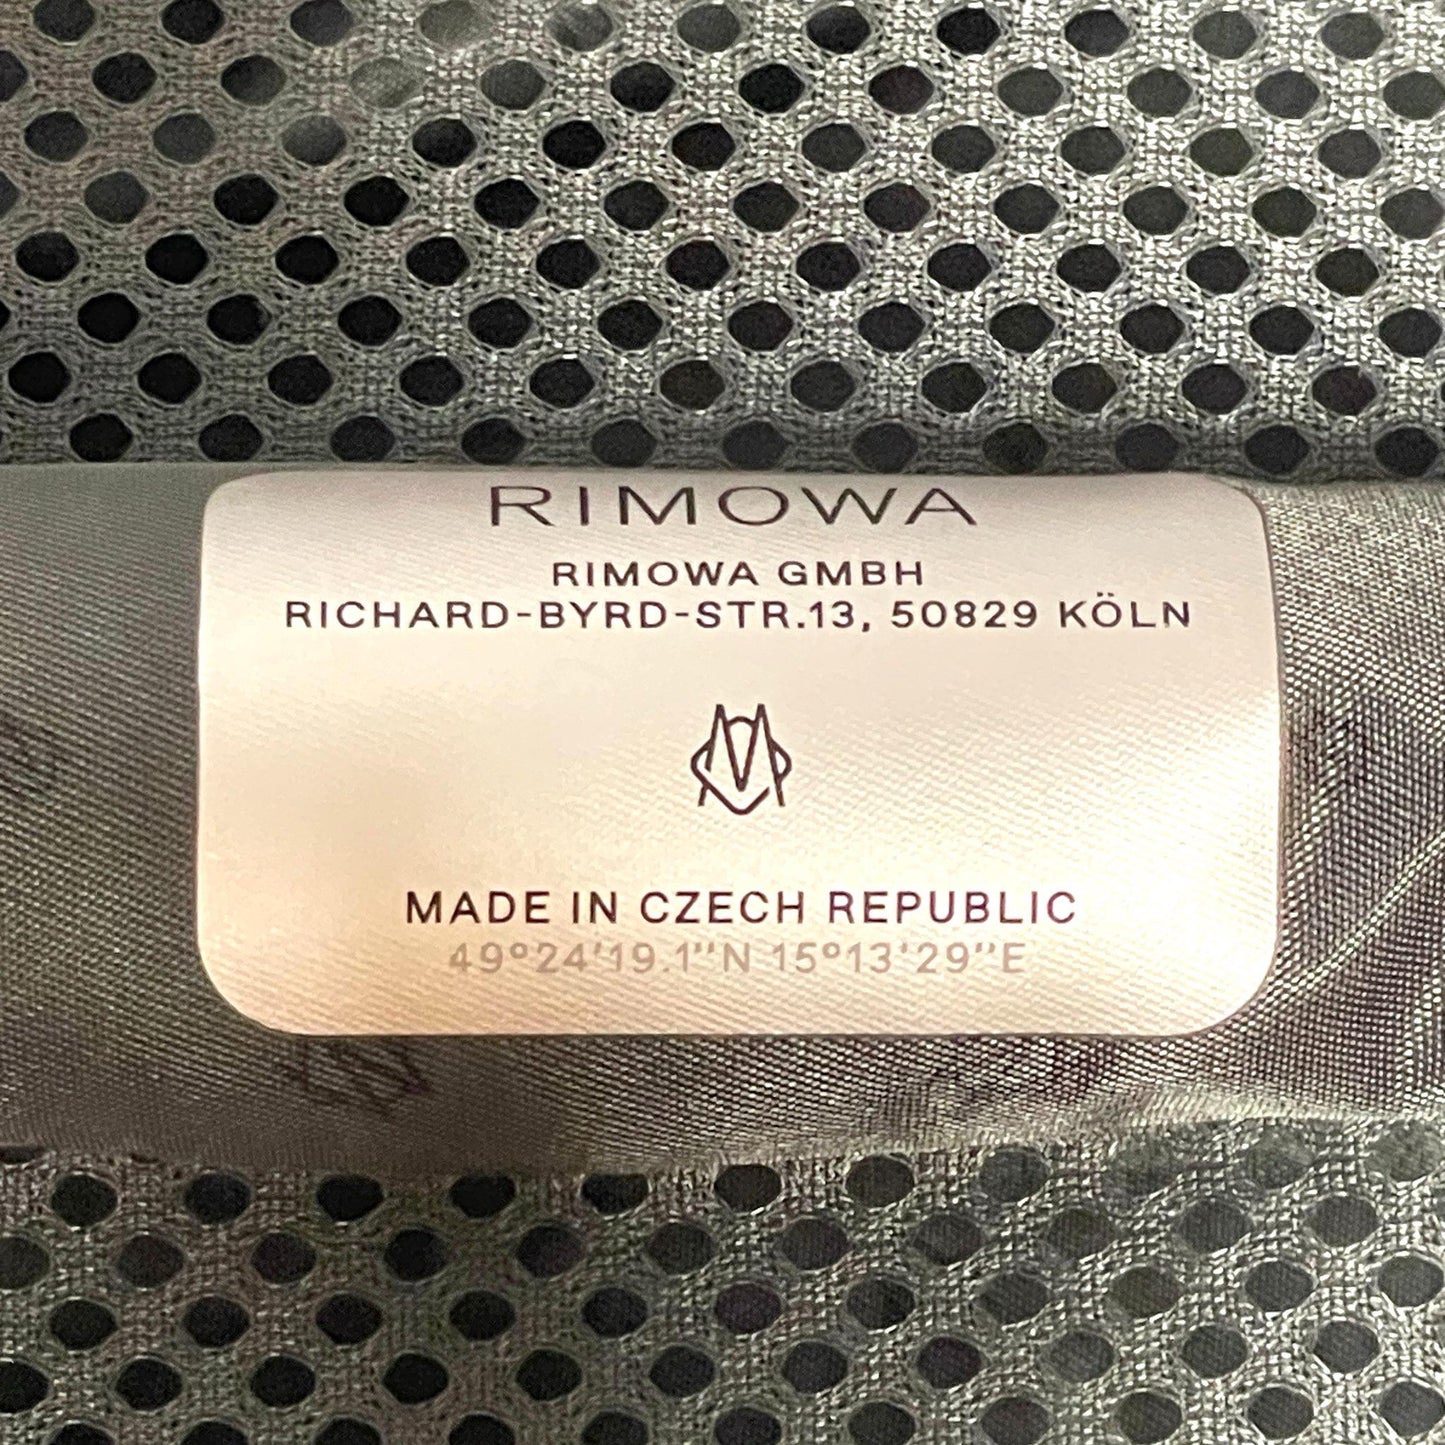 RIMOWA
RIMOWA GMBH
RICHARD-BYRD-STR.13, 50829 KÖLN
MADE IN CZECH REPUBLIC
49°24'19.1"N 15°13'29"E